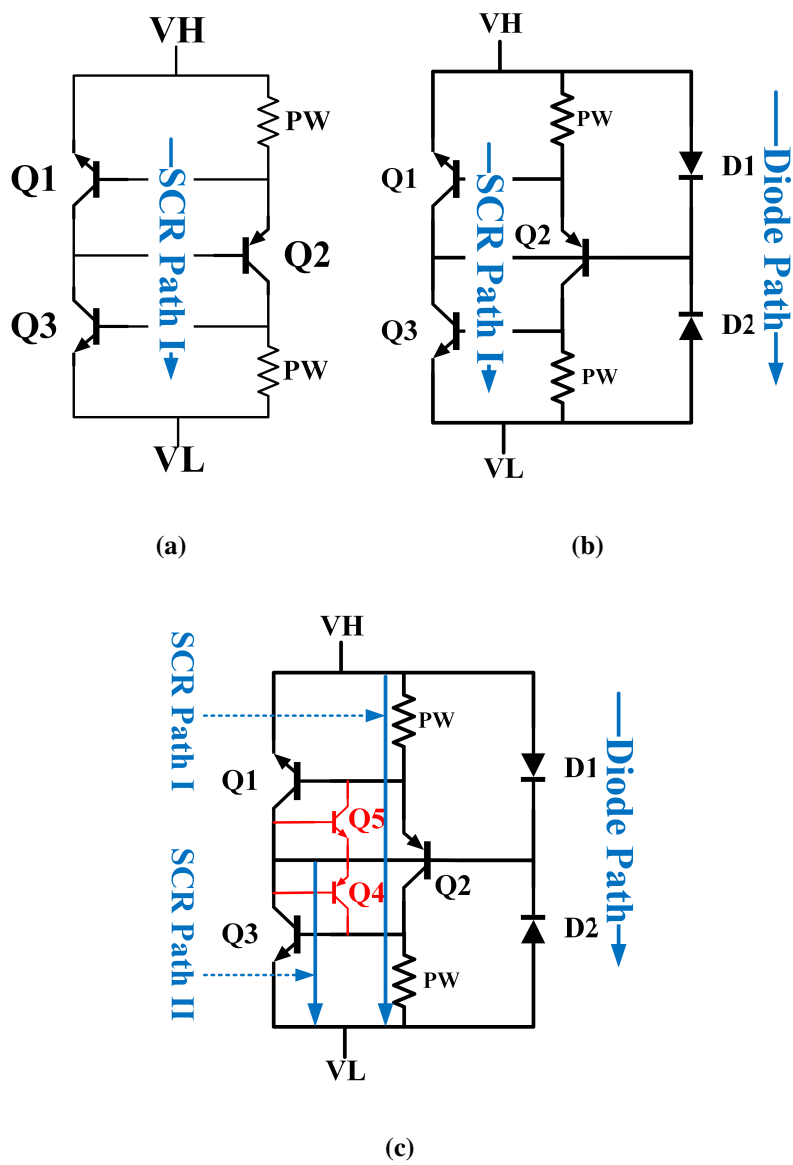 VH
PW
Q1
SCR Path I
Q2
Q3
PW
VL
(a)
VH
PW
Q1
SCR Path I
Q2
Q3
PW
VL
D1
D2
Diode Path
(b)
VH
SCR Path I
PW
Q1
Q5
Q4
Q2
Q3
SCR Path II
PW
VL
D1
D2
Diode Path
(c)